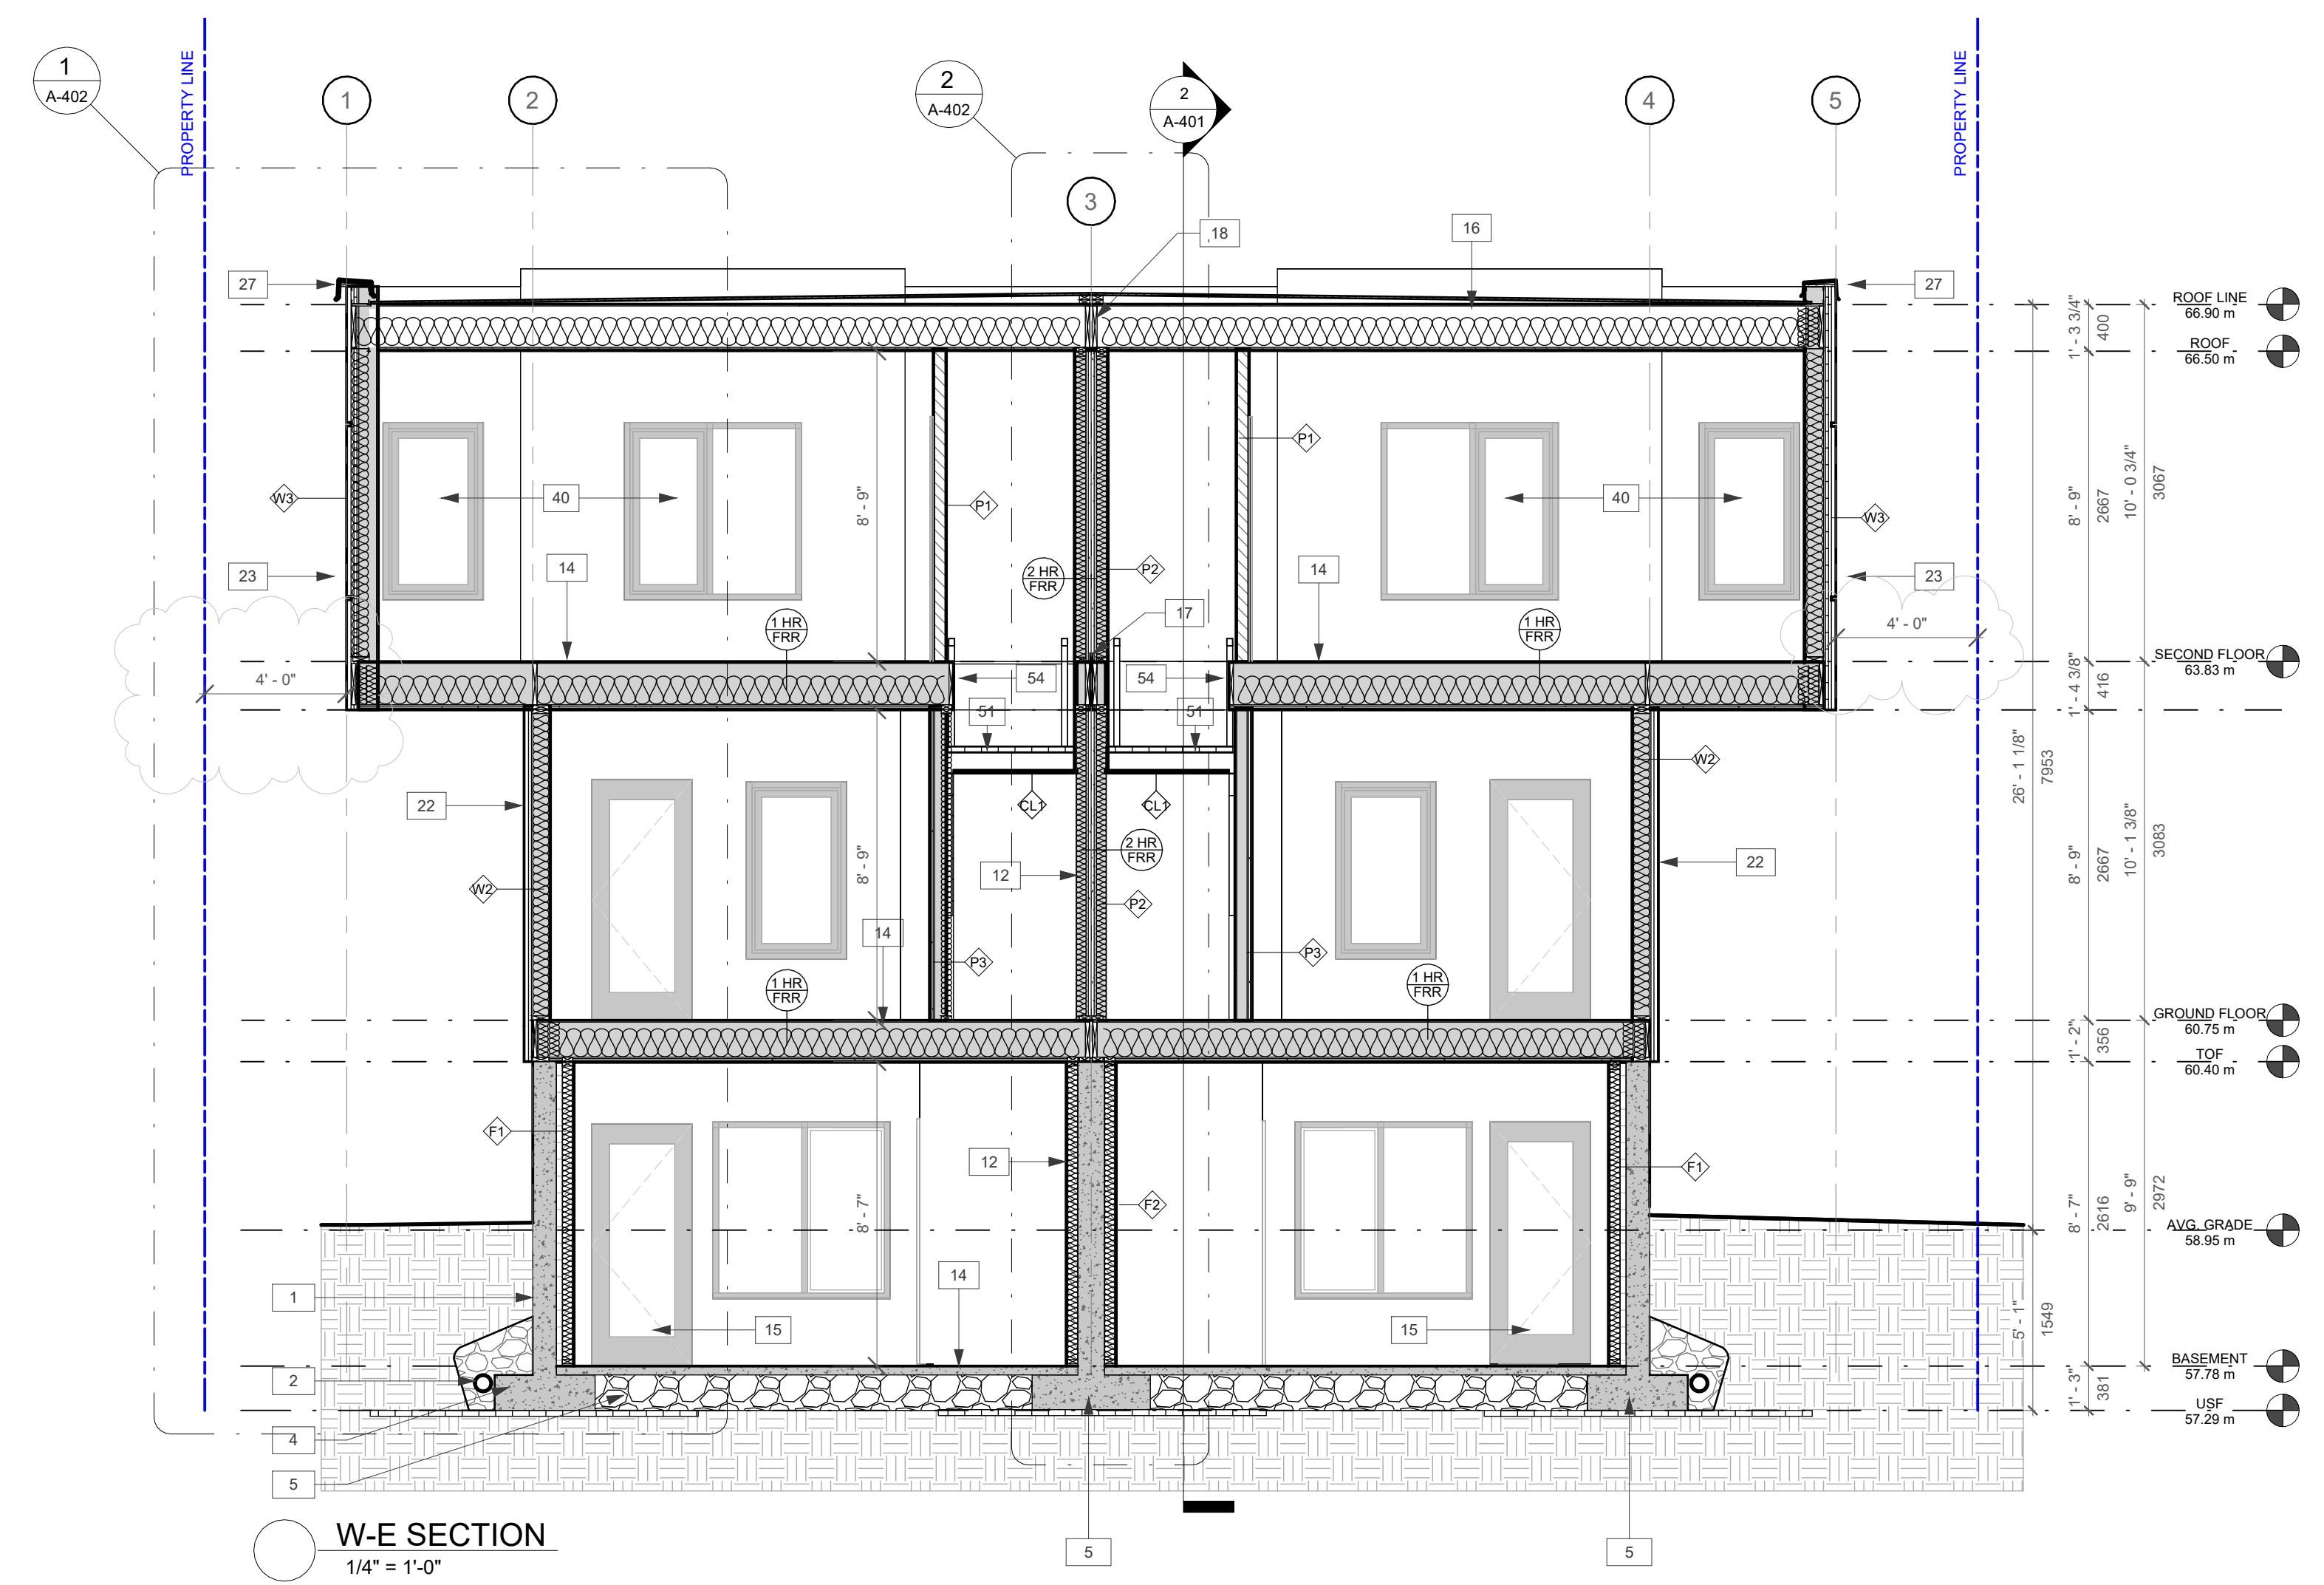 1
A-402
PROPERTY LINE
1
2
2
A-402
2
A-401
3
4
5
PROPERTY LINE
18
16
27
27
ROOF LINE
66.90 m
ROOF
66.50 m
1' - 3 3/4"
400
W3
40
8' - 9"
P1
P1
40
W3
8' - 9"
2667
10' - 0 3/4"
3067
23
14
2 HR
FRR
P2
14
23
17
1 HR
FRR
1 HR
FRR
4' - 0"
4' - 0"
SECOND FLOOR
63.83 m
54
54
51
51
1' - 4 3/8"
416
W2
26' - 1 1/8"
7953
22
CL1
CL1
8' - 9"
2 HR
FRR
22
8' - 9"
2667
10' - 1 3/8"
3083
12
W2
P2
14
P3
P3
1 HR
FRR
1 HR
FRR
GROUND FLOOR
60.75 m
1' - 2"
356
TOF
60.40 m
F1
12
F1
F2
8' - 7"
8' - 7"
2616
9' - 9"
2972
AVG. GRADE
58.95 m
14
1
15
15
5' - 1"
1549
BASEMENT
57.78 m
2
1' - 3"
381
USF
57.29 m
4
5
W-E SECTION
1/4" = 1'-0"
5
5